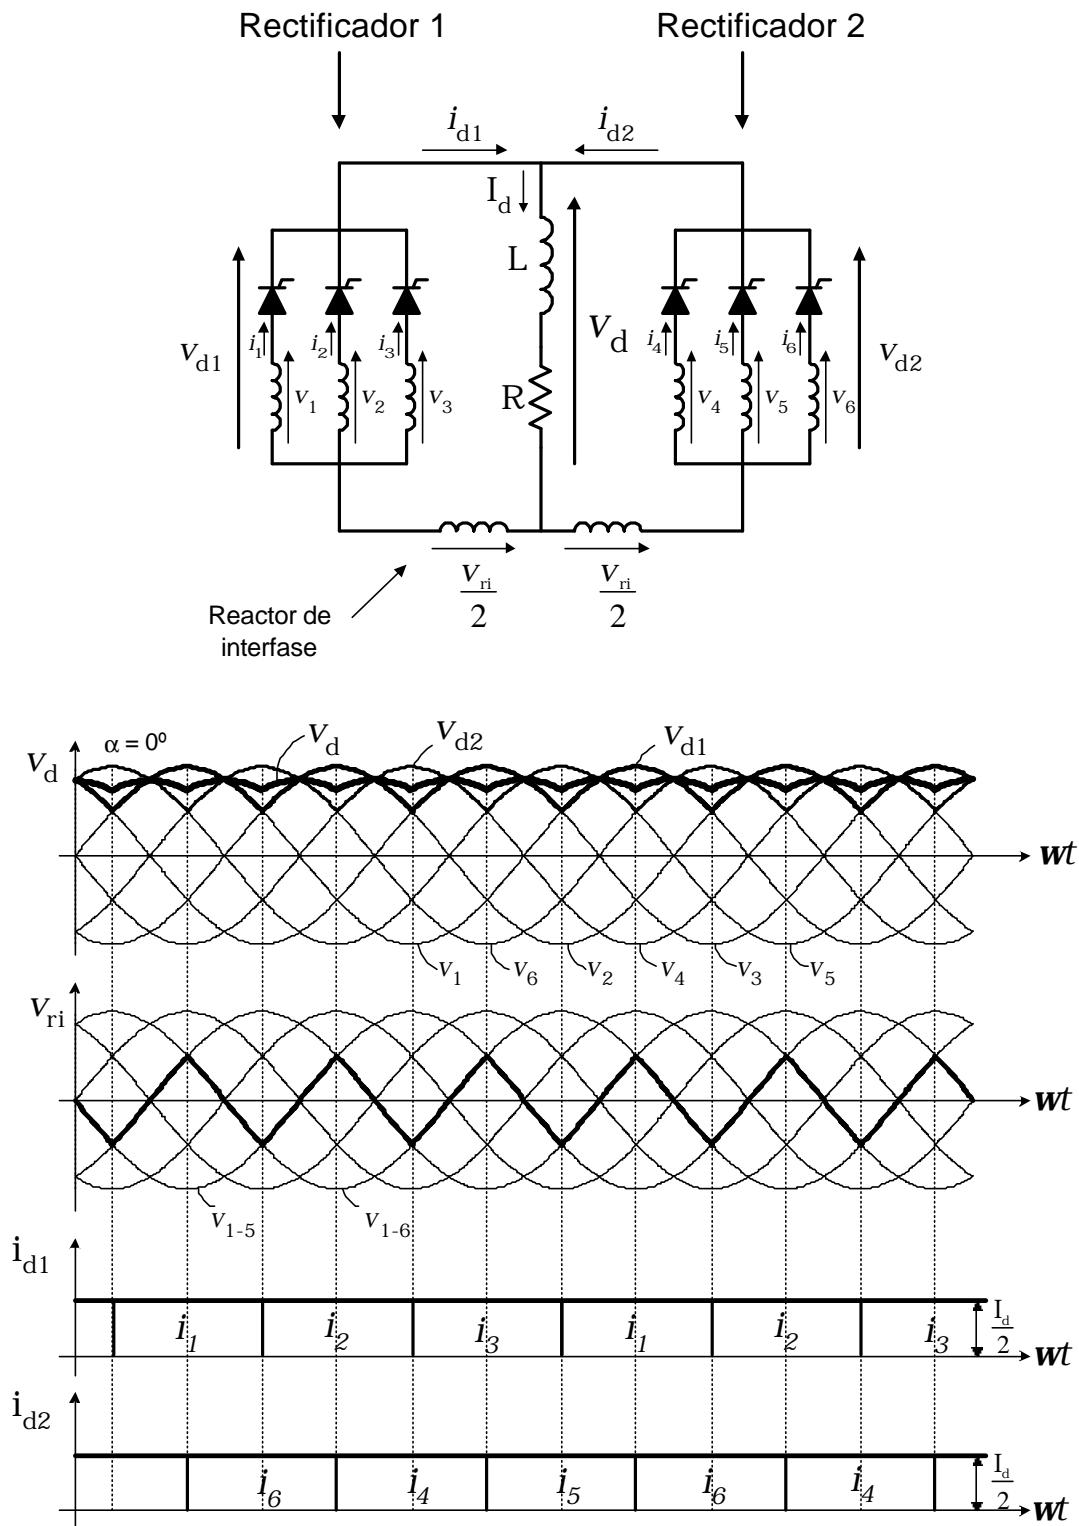 Rectificador 1 Rectificador 2
i_d1 i_d2
I_d
L
v_d1 i_1 i_2 i_3 V_d i_4 i_5 i_6 v_d2
v_1 v_2 v_3 R v_4 v_5 v_6
v_ri/2 v_ri/2
Reactor de
interfase
v_d α = 0º v_d v_d2 v_d1
wt
v_1 v_6 v_2 v_4 v_3 v_5
v_ri
wt
v_1-5 v_1-6
i_d1
i_1 i_2 i_3 i_1 i_2 i_3 I_d/2
wt
i_d2
i_6 i_4 i_5 i_6 i_4 I_d/2
wt